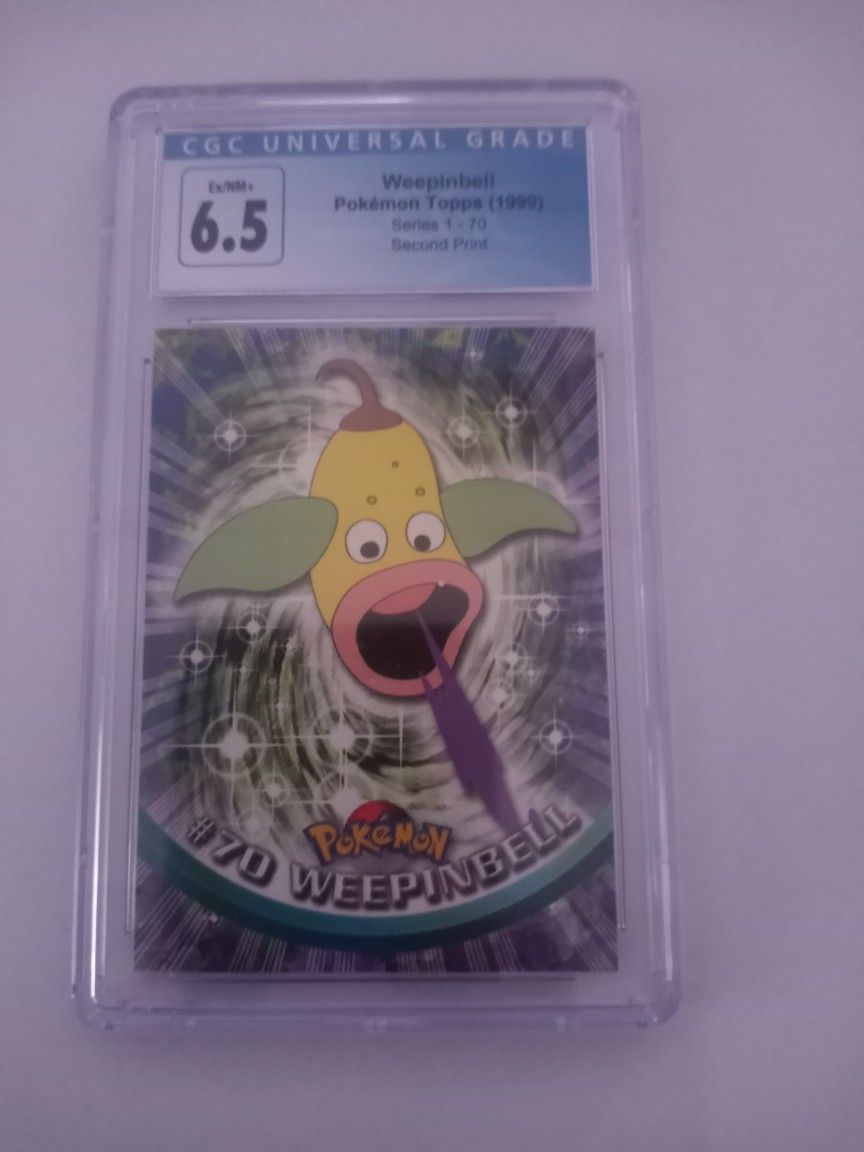 CGC UNIVERSAL GRADE
Ex/NM+
6.5
Weepinbell
Pokémon Topps (1999)
Series 1 - 70
Second Print
POKéMON
#70 WEEPINBELL